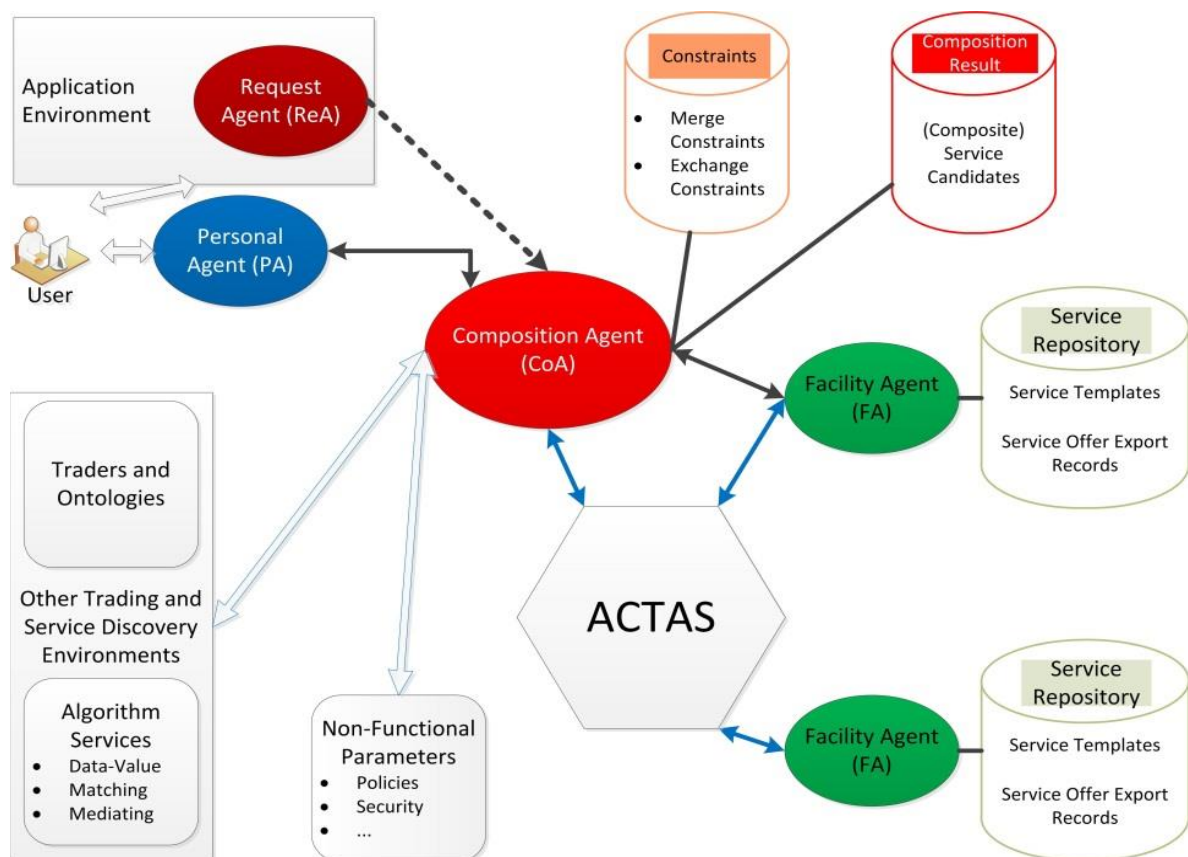 Application
Environment
Request
Agent (ReA)
Constraints
• Merge
Constraints
• Exchange
Constraints
Composition
Result
(Composite)
Service
Candidates
User
Personal
Agent (PA)
Composition Agent
(CoA)
Facility Agent
(FA)
Service
Repository
Service Templates
Service Offer Export
Records
Traders and
Ontologies
Other Trading and
Service Discovery
Environments
Algorithm
Services
• Data-Value
• Matching
• Mediating
Non-Functional
Parameters
• Policies
• Security
• ...
ACTAS
Facility Agent
(FA)
Service
Repository
Service Templates
Service Offer Export
Records